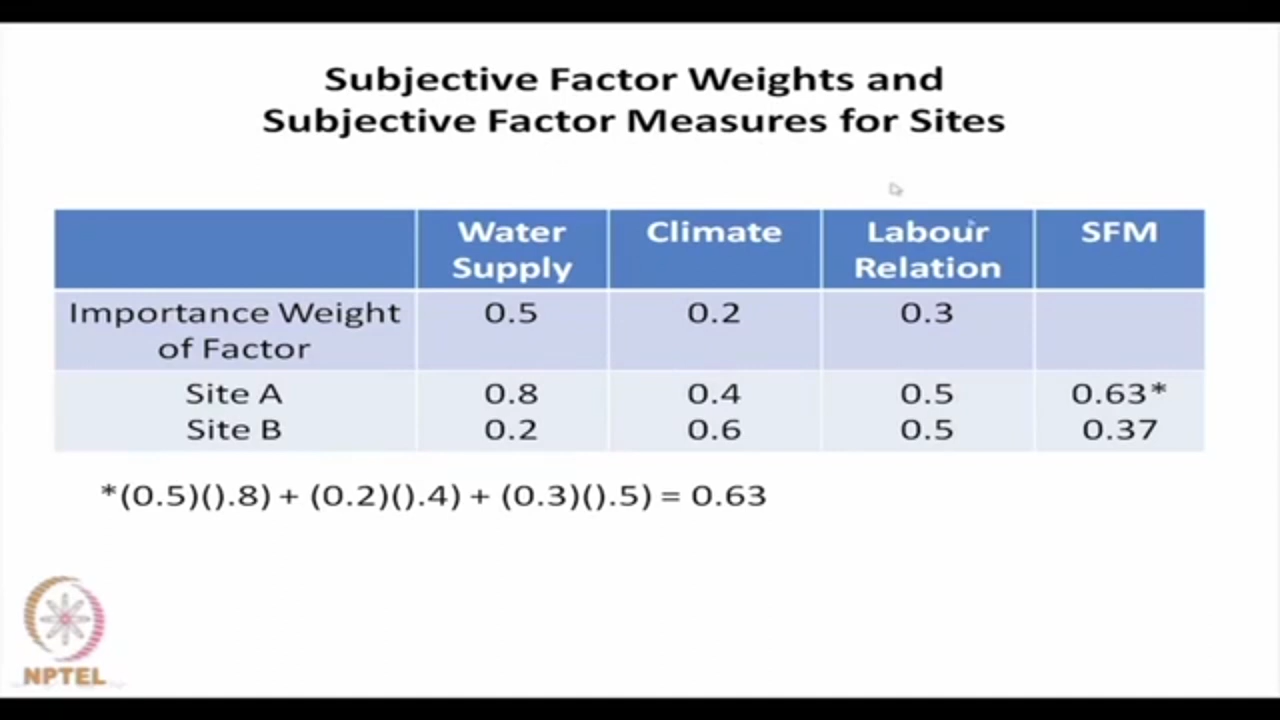 Subjective Factor Weights and
Subjective Factor Measures for Sites
Water Supply Climate Labour Relation SFM
Importance Weight of Factor 0.5 0.2 0.3
Site A 0.8 0.4 0.5 0.63*
Site B 0.2 0.6 0.5 0.37
*(0.5)().8) + (0.2)().4) + (0.3)().5) = 0.63
NPTEL